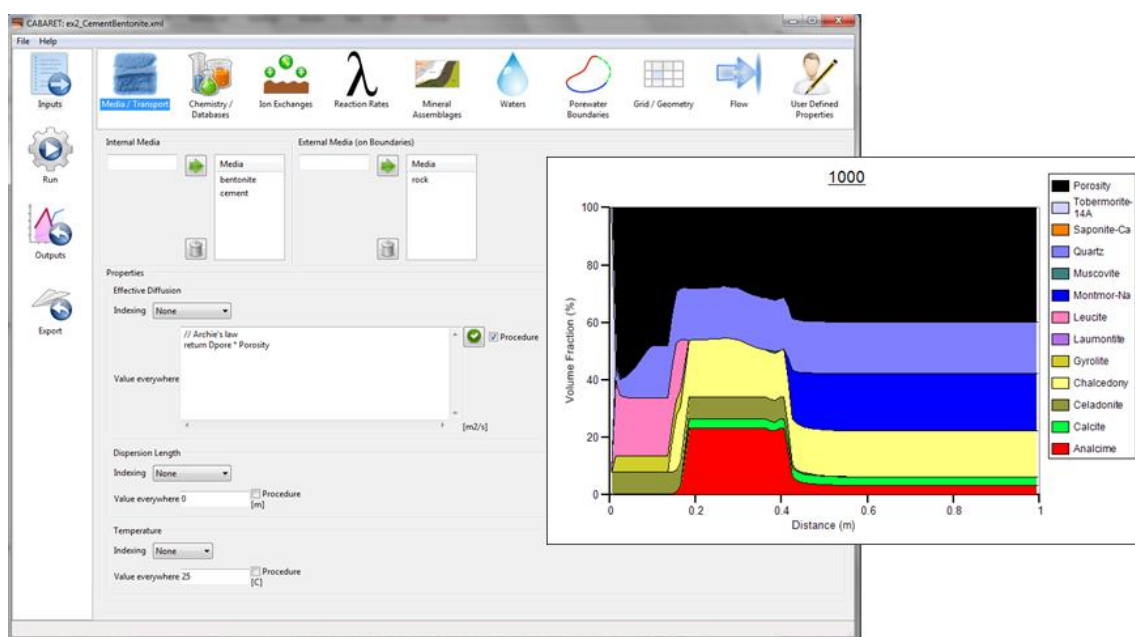 CABARET: ex2_CementBentonite.xml
File Help
Inputs
Run
Outputs
Export
Media / Transport
Chemistry /
Databases
Ion Exchanges
λ
Reaction Rates
Mineral
Assemblages
Waters
Porewater
Boundaries
Grid / Geometry
Flow
User Defined
Properties
Internal Media
Media
bentonite
cement
External Media (on Boundaries)
Media
rock
Properties
Effective Diffusion
Indexing None
// Archie's law
return Dpore * Porosity
Procedure
Value everywhere
[m2/s]
Dispersion Length
Indexing None
Value everywhere 0
Procedure
[m]
Temperature
Indexing None
Value everywhere 25
Procedure
[C]
1000
Volume Fraction (%)
100
80
60
40
20
0
0 0.2 0.4 0.6 0.8 1
Distance (m)
Porosity
Tobermorite-
14A
Saponite-Ca
Quartz
Muscovite
Montmor-Na
Leucite
Laumontite
Gyrolite
Chalcedony
Celadonite
Calcite
Analcime